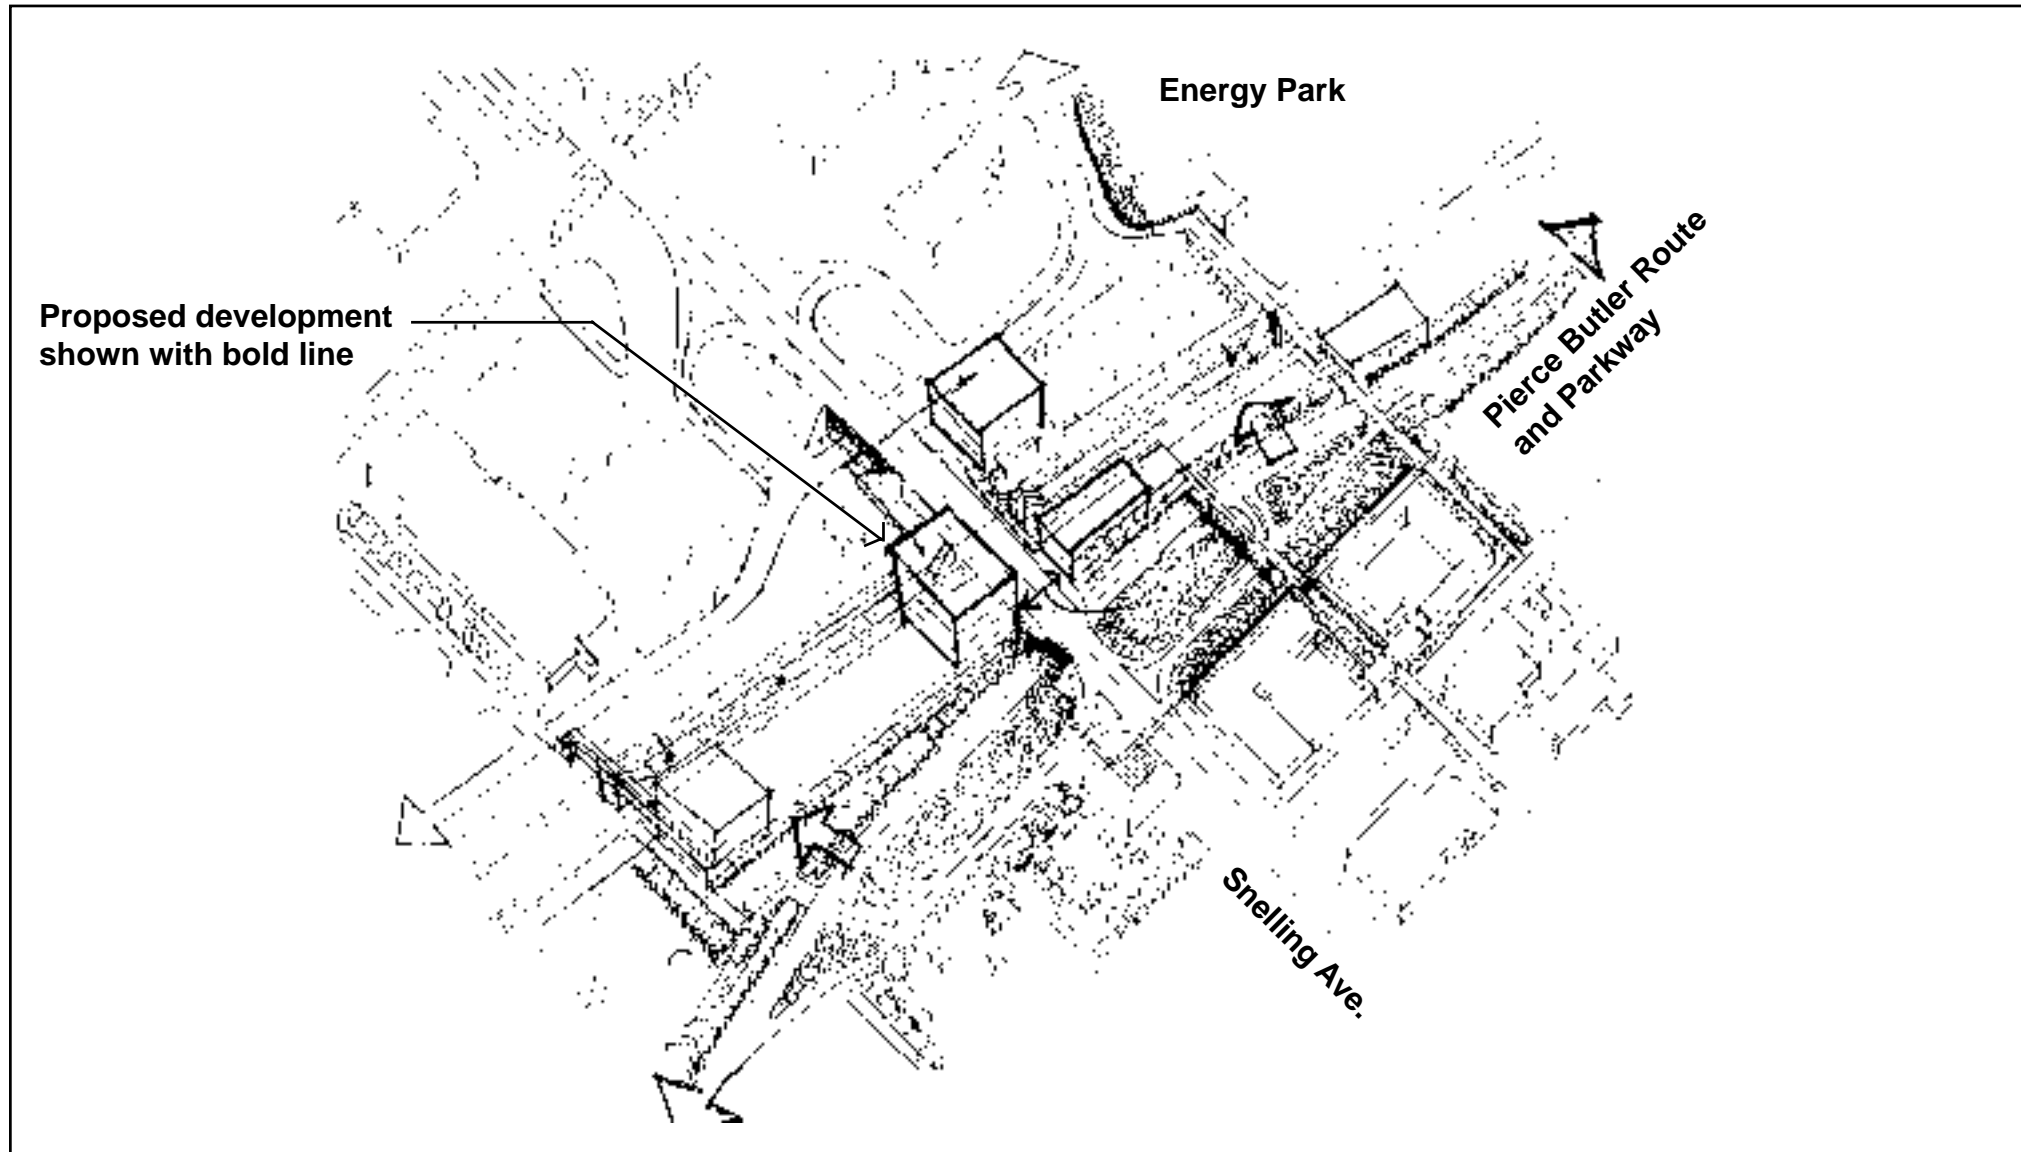 Energy Park
Pierce Butler Route
and Parkway
Proposed development
shown with bold line
Snelling Ave.